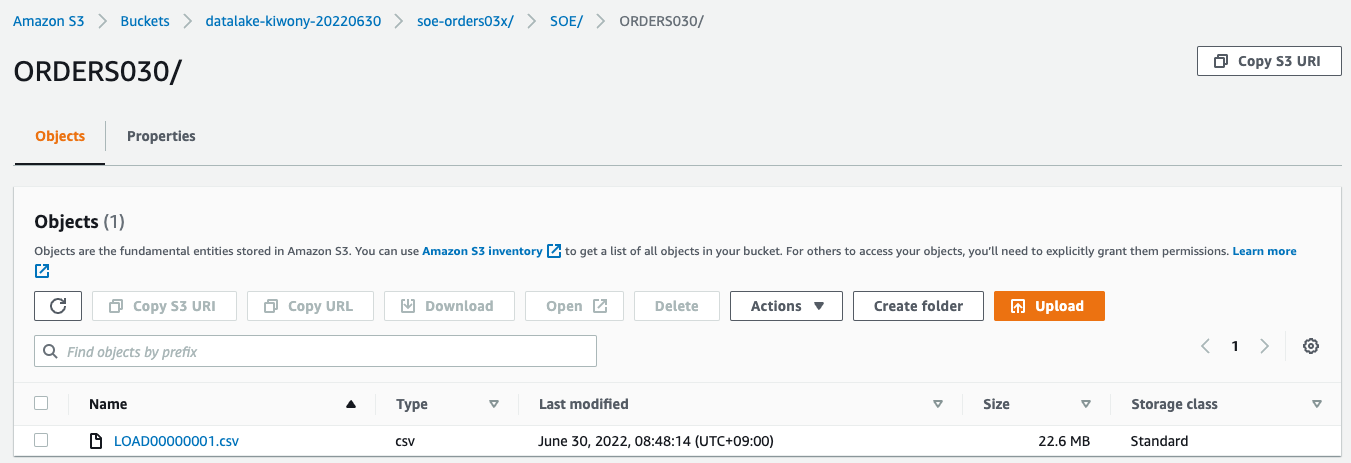 Amazon S3 > Buckets > datalake-kiwony-20220630 > soe-orders03x/ > SOE/ > ORDERS030/
ORDERS030/
Copy S3 URI
Objects Properties
Objects (1)
Objects are the fundamental entities stored in Amazon S3. You can use Amazon S3 inventory to get a list of all objects in your bucket. For others to access your objects, you'll need to explicitly grant them permissions. Learn more
Copy S3 URI Copy URL Download Open Delete Actions Create folder Upload
Find objects by prefix
1
Name Type Last modified Size Storage class
LOAD00000001.csv csv June 30, 2022, 08:48:14 (UTC+09:00) 22.6 MB Standard